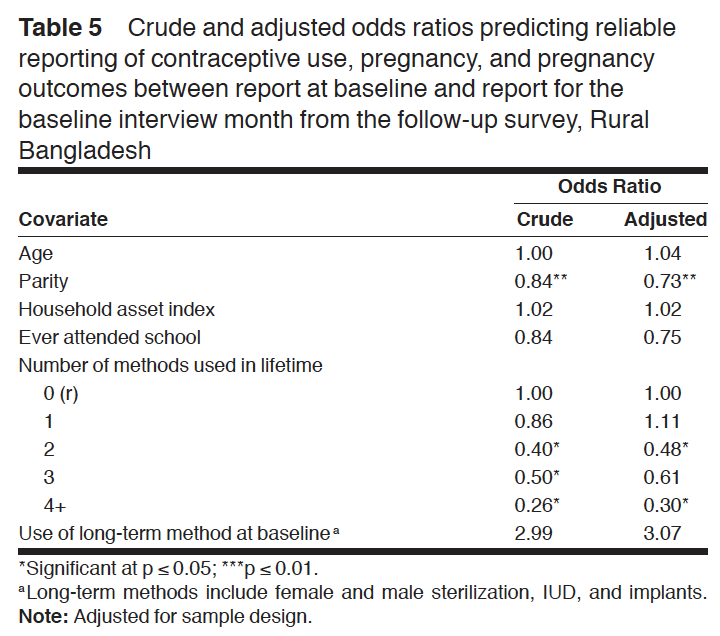 Table 5 Crude and adjusted odds ratios predicting reliable
reporting of contraceptive use, pregnancy, and pregnancy
outcomes between report at baseline and report for the
baseline interview month from the follow-up survey, Rural
Bangladesh
Odds Ratio
Covariate Crude Adjusted
Age 1.00 1.04
Parity 0.84** 0.73**
Household asset index 1.02 1.02
Ever attended school 0.84 0.75
Number of methods used in lifetime
0 (r) 1.00 1.00
1 0.86 1.11
2 0.40* 0.48*
3 0.50* 0.61
4+ 0.26* 0.30*
Use of long-term method at baseline a 2.99 3.07
*Significant at p ≤ 0.05; ***p ≤ 0.01.
a Long-term methods include female and male sterilization, IUD, and implants.
Note: Adjusted for sample design.